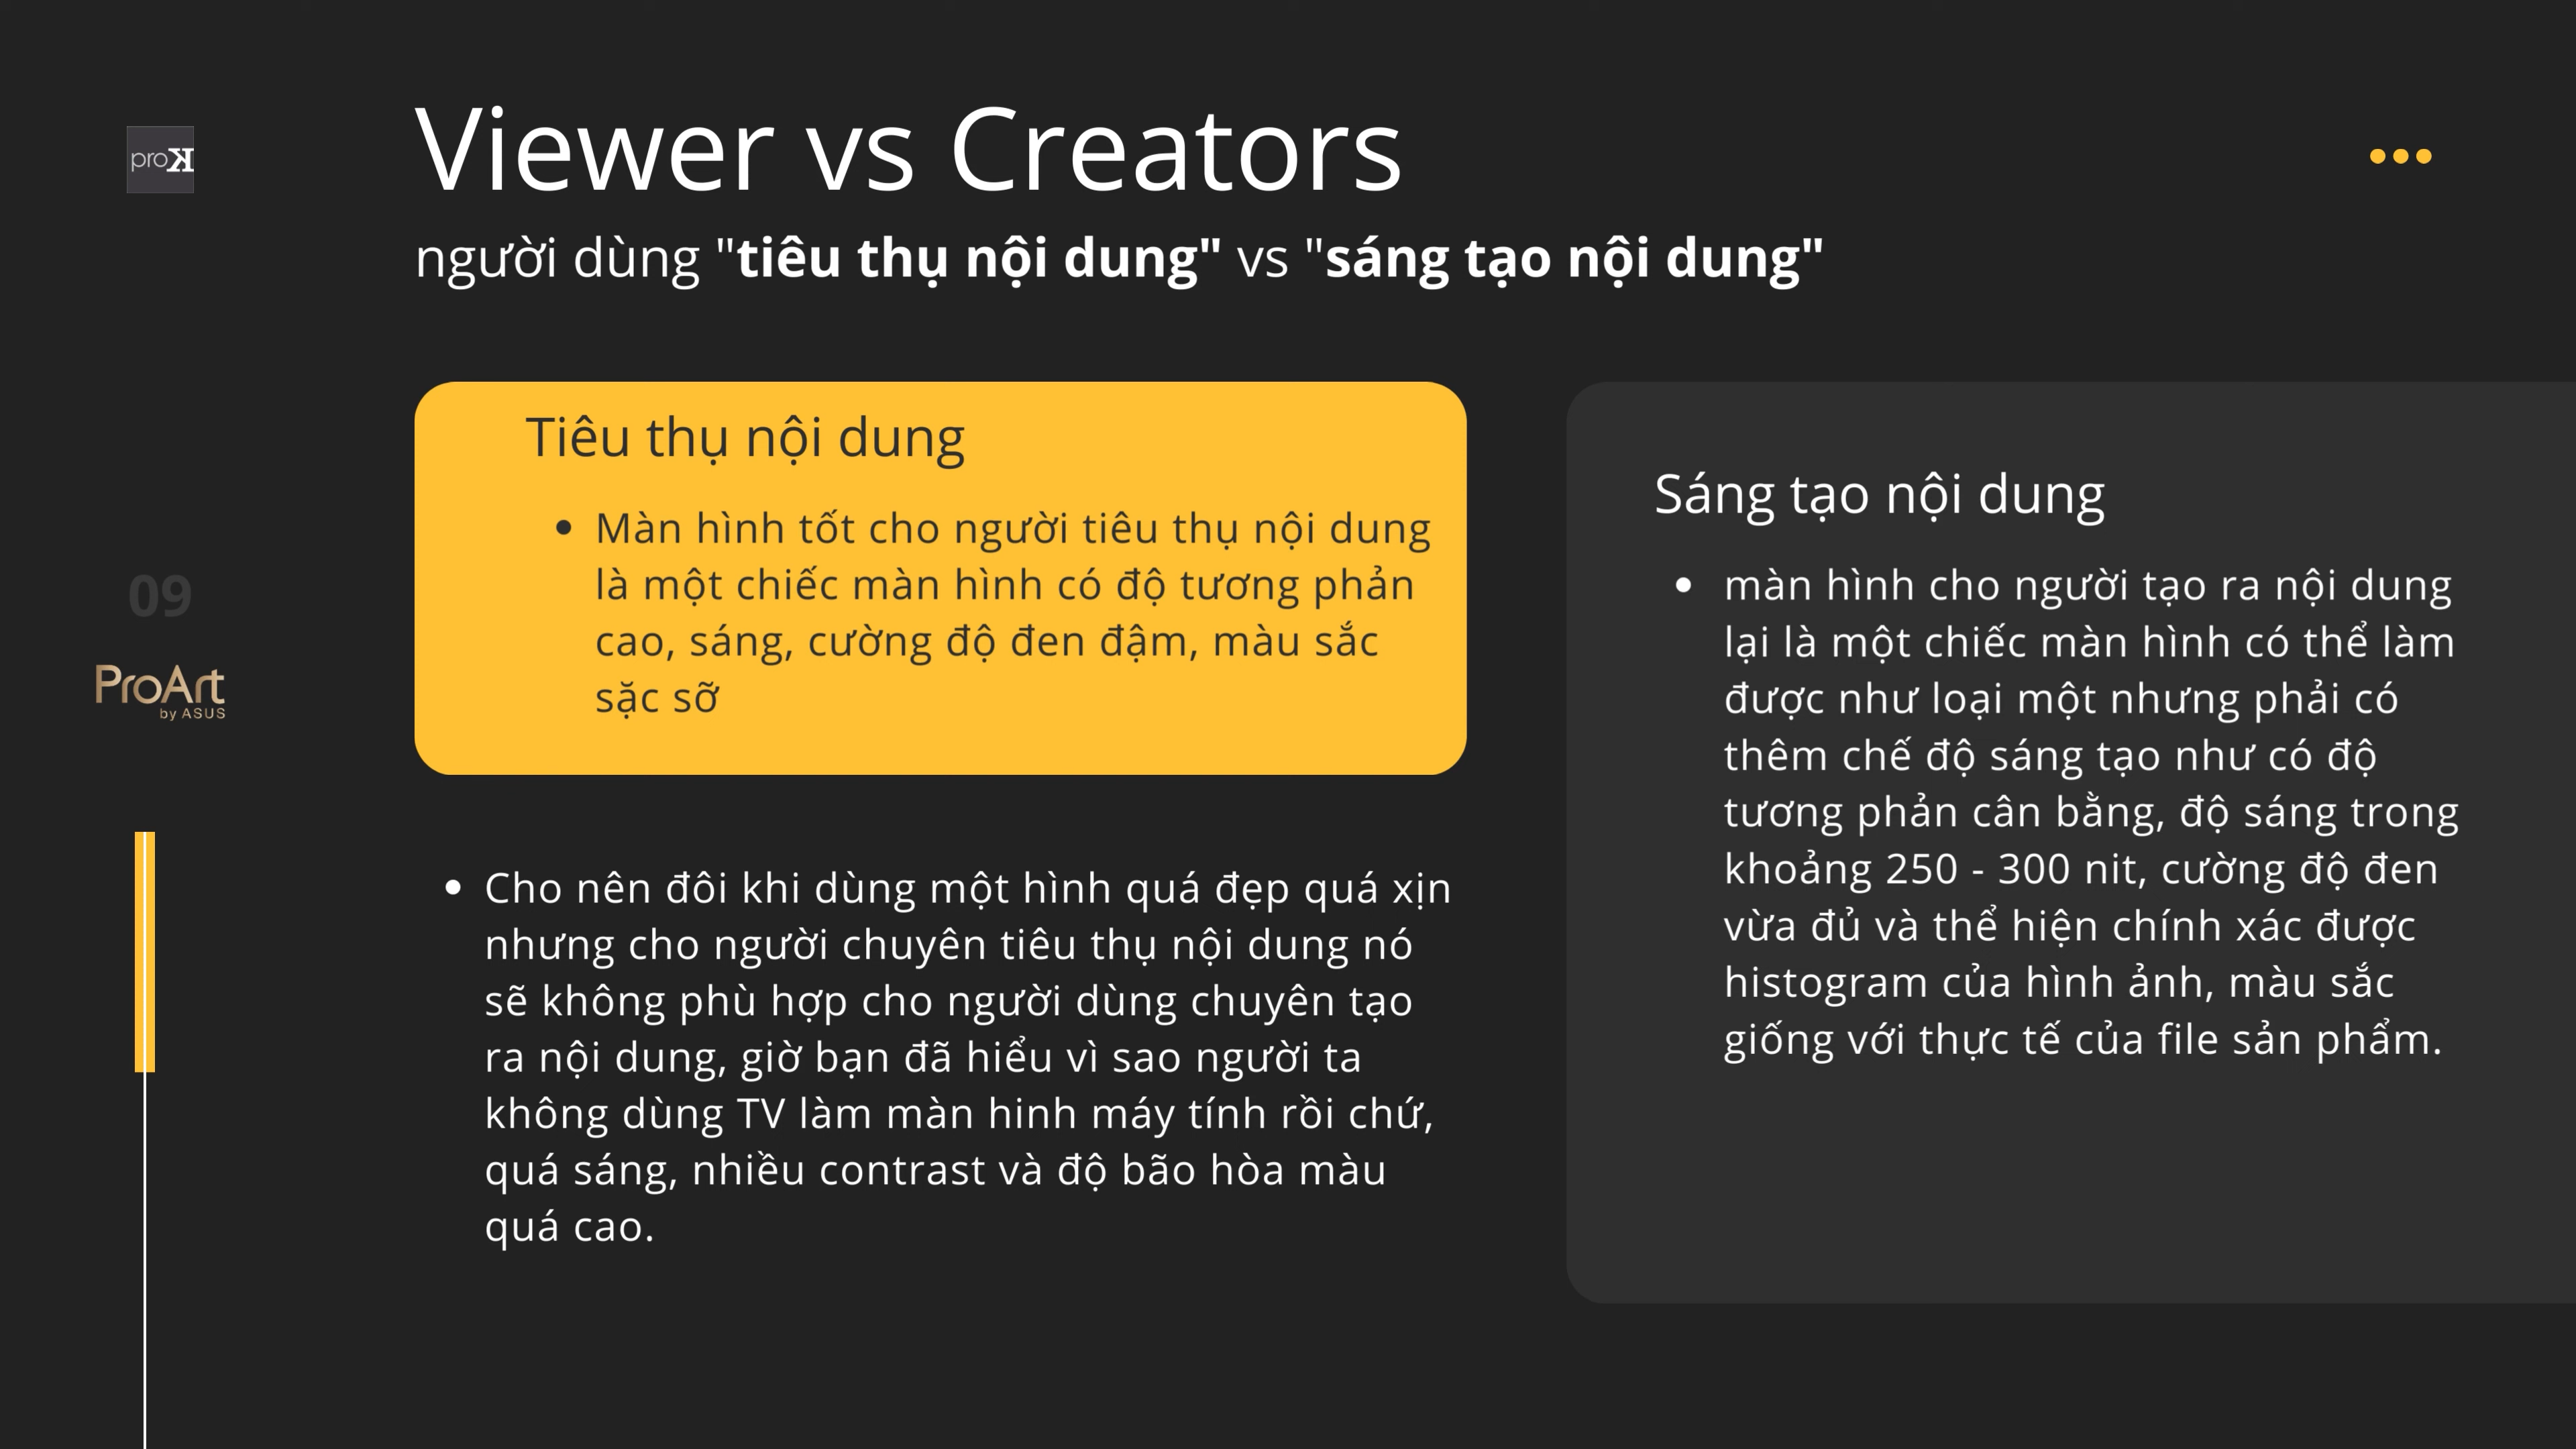 proK
Viewer vs Creators
người dùng "tiêu thụ nội dung" vs "sáng tạo nội dung"
09
ProArt
by ASUS
Tiêu thụ nội dung
• Màn hình tốt cho người tiêu thụ nội dung
là một chiếc màn hình có độ tương phản
cao, sáng, cường độ đen đậm, màu sắc
sặc sỡ
• Cho nên đôi khi dùng một hình quá đẹp quá xịn
nhưng cho người chuyên tiêu thụ nội dung nó
sẽ không phù hợp cho người dùng chuyên tạo
ra nội dung, giờ bạn đã hiểu vì sao người ta
không dùng TV làm màn hinh máy tính rồi chứ,
quá sáng, nhiều contrast và độ bão hòa màu
quá cao.
Sáng tạo nội dung
• màn hình cho người tạo ra nội dung
lại là một chiếc màn hình có thể làm
được như loại một nhưng phải có
thêm chế độ sáng tạo như có độ
tương phản cân bằng, độ sáng trong
khoảng 250 - 300 nit, cường độ đen
vừa đủ và thể hiện chính xác được
histogram của hình ảnh, màu sắc
giống với thực tế của file sản phẩm.